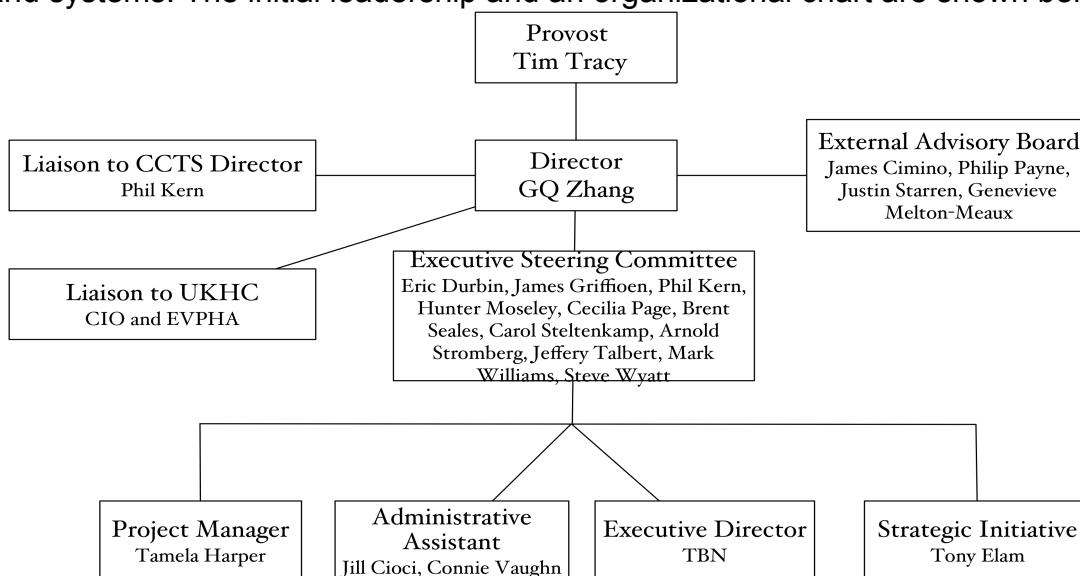 and systems. The initial leadership and an organizational chart are shown bel
Provost
Tim Tracy
Liaison to CCTS Director
Phil Kern
Director
GQ Zhang
External Advisory Board
James Cimino, Philip Payne,
Justin Starren, Genevieve
Melton-Meaux
Liaison to UKHC
CIO and EVPHA
Executive Steering Committee
Eric Durbin, James Griffioen, Phil Kern,
Hunter Moseley, Cecilia Page, Brent
Seales, Carol Steltenkamp, Arnold
Stromberg, Jeffery Talbert, Mark
Williams, Steve Wyatt
Project Manager
Tamela Harper
Administrative
Assistant
Jill Cioci, Connie Vaughn
Executive Director
TBN
Strategic Initiative
Tony Elam